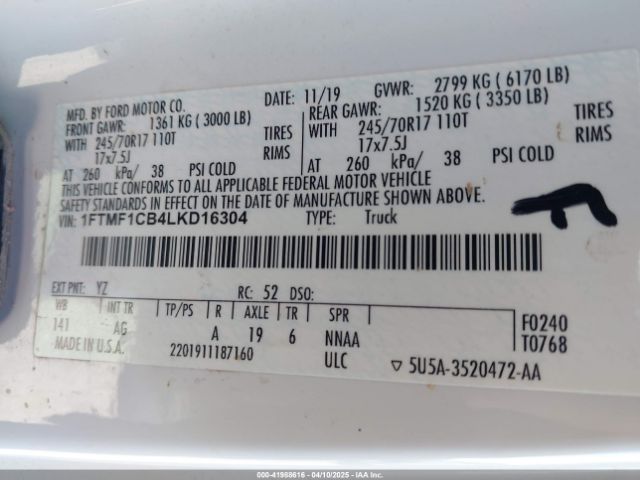 MFD. BY FORD MOTOR CO. DATE: 11/19 GVWR: 2799 KG ( 6170 LB)
FRONT GAWR: 1361 KG ( 3000 LB) REAR GAWR: 1520 KG ( 3350 LB)
WITH 245/70R17 110T TIRES WITH 245/70R17 110T TIRES
17x7.5J RIMS 17x7.5J RIMS
AT 260 kPa/ 38 PSI COLD AT 260 kPa/ 38 PSI COLD
THIS VEHICLE CONFORMS TO ALL APPLICABLE FEDERAL MOTOR VEHICLE
SAFETY STANDARDS IN EFFECT ON THE DATE OF MANUFACTURE SHOWN ABOVE.
VIN: 1FTMF1CB4LKD16304 TYPE: Truck
EXT PNT: YZ RC: 52 DSO:
WB INT TR TP/PS R AXLE TR SPR F0240
141 AG A 19 6 NNAA T0768
MADE IN U.S.A. 2201911187160 ULC ▽ 5U5A-3520472-AA
000-41968616 - 04/10/2025 - IAA Inc.